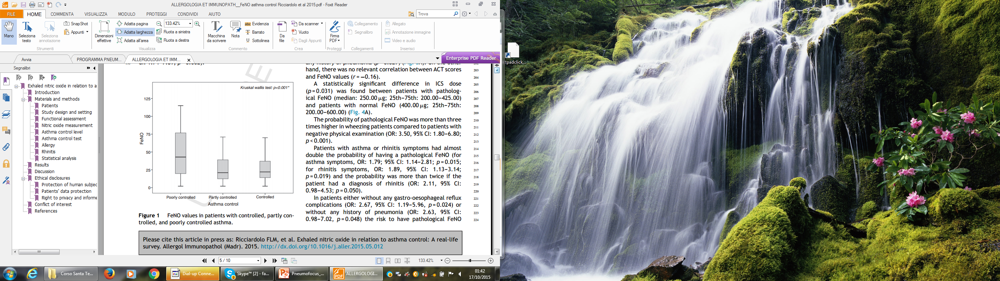 ALLERGOLOGIA ET IMMUNOPATH__FeNO asthma control Ricciardolo et al 2015.pdf - Foxit Reader
FILE HOME COMMENTA VISUALIZZA MODULO PROTEGGI CONDIVIDI AIUTO
Trova
Mano
Seleziona testo
Seleziona annotazione
SnapShot
Appunti
Strumenti
Dimensioni effettive
Adatta pagina
Adatta larghezza
Adatta all'area
133.42%
Ruota a sinistra
Ruota a destra
Visualizza
Macchina da scrivere
Nota
abc Evidenzia
T Barrato
U Sottolinea
Commento
Da file
Da scanner
Vuoto
Dagli Appunti
Crea
Firma PDF
Proteggi
Collegamento
Segnalibro
Collegamenti
Allegato
Annotazione immagine
Video e audio
Inserisci
Avvia
PROGRAMMA PNEUM...
ALLERGOLOGIA ET IMM...
Enterprise PDF Reader
Segnalibri
Exhaled nitric oxide in relation to a
Introduction
Materials and methods
Patients
Study design and setting
Functional assessment
Nitric oxide measurement
Asthma control level
Asthma control test
Allergy
Rhinitis
Statistical analysis
Results
Discussion
Ethical disclosures
Protection of human subjec
Patients' data protection
Right to privacy and informe
Conflict of interest
References
Kruskal wallis test: p<0.001*
FeNO
125
100
75
50
25
0
Poorly controlled Partly controlled Controlled
Asthma control
Figure 1 FeNO values in patients with controlled, partly con-
trolled, and poorly controlled asthma.
hand, there was no relevant correlation between ACT scores 203
and FeNO values (r = −0.16). 204
A statistically significant difference in ICS dose 205
(p = 0.031) was found between patients with patholog- 206
ical FeNO (median: 250.00 μg; 25th–75th: 200.00–425.00) 207
and patients with normal FeNO (400.00 μg; 25th–75th: 208
200.00–600.00) (Fig. 4A). 209
The probability of pathological FeNO was more than three 210
times higher in wheezing patients compared to patients with 211
negative physical examination (OR: 3.50, 95% CI: 1.80–6.80; 212
p < 0.001). 213
Patients with asthma or rhinitis symptoms had almost 214
double the probability of having a pathological FeNO (for 215
asthma symptoms, OR: 1.79; 95% CI: 1.14–2.81; p = 0.015; 216
for rhinitis symptoms, OR: 1.89, 95% CI: 1.13–3.14; 217
p = 0.019) and the probability was more than twice if the 218
patient had a diagnosis of rhinitis (OR: 2.11, 95% CI: 219
0.98–4.53; p = 0.050). 220
In patients either without any gastro-oesophageal reflux 221
complications (OR: 2.67, 95% CI: 1.19–5.96, p = 0.024) or 222
without any history of pneumonia (OR: 2.63, 95% CI: 223
0.98–7.02, p = 0.048) the risk to have pathological FeNO 224
Please cite this article in press as: Ricciardolo FLM, et al. Exhaled nitric oxide in relation to asthma control: A real-life
survey. Allergol Immunopathol (Madr). 2015. http://dx.doi.org/10.1016/j.aller.2015.05.012
5 / 10
133.42%
Corso Santa Te...
Dial-up Conne...
Skype™ [2] - fa...
Pneumofocus_...
ALLERGOLOGI...
01:42
17/10/2015
tpadclick...